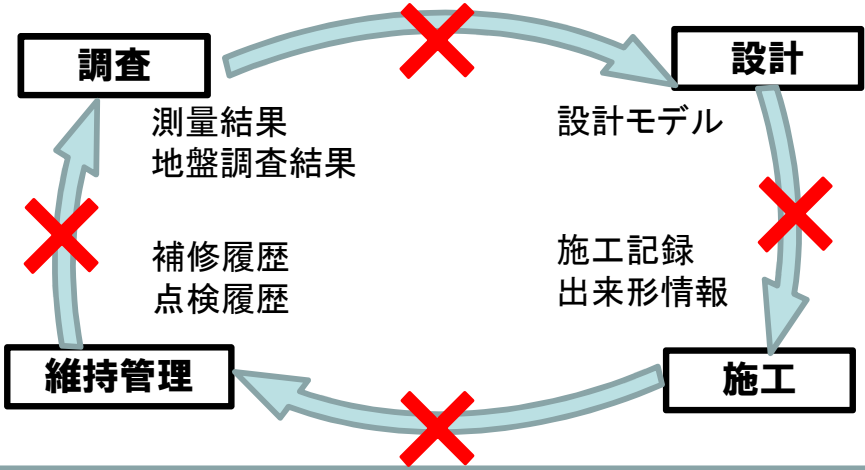 調査
設計
測量結果
地盤調査結果
設計モデル
補修履歴
点検履歴
施工記録
出来形情報
維持管理
施工